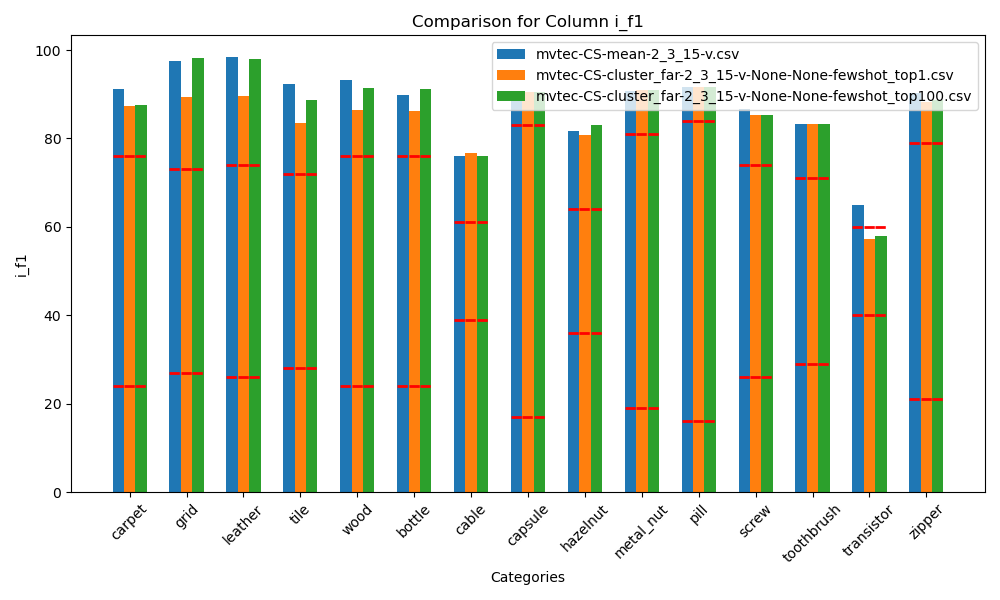 Comparison for Column i_f1
mvtec-CS-mean-2_3_15-v.csv
mvtec-CS-cluster_far-2_3_15-v-None-None-fewshot_top1.csv
mvtec-CS-cluster_far-2_3_15-v-None-None-fewshot_top100.csv
100
80
60
40
20
0
i_f1
carpet
grid
leather
tile
wood
bottle
cable
capsule
hazelnut
metal_nut
pill
screw
toothbrush
transistor
zipper
Categories